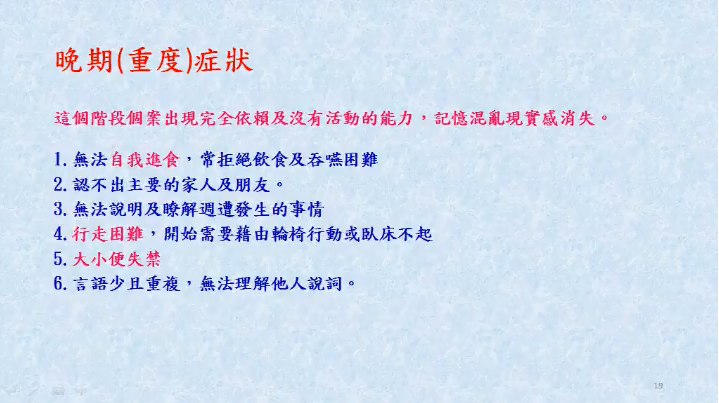 晚期(重度)症狀
這個階段個案出現完全依賴及沒有活動的能力，記憶混亂現實感消失。
1.無法自我進食，常拒絕飲食及吞嚥困難
2.認不出主要的家人及朋友。
3.無法說明及瞭解週遭發生的事情
4.行走困難，開始需要藉由輪椅行動或臥床不起
5.大小便失禁
6.言語少且重複，無法理解他人說詞。
19